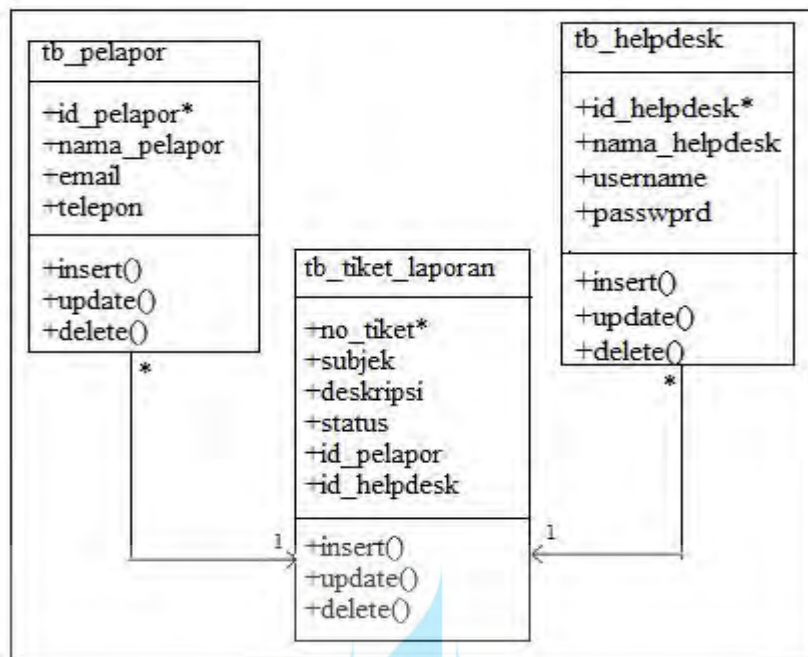 tb_pelapor
+id_pelapor*
+nama_pelapor
+email
+telepon
+insert()
+update()
+delete()
*
tb_helpdesk
+id_helpdesk*
+nama_helpdesk
+username
+passwprd
+insert()
+update()
+delete()
*
tb_tiket_laporan
+no_tiket*
+subjek
+deskripsi
+status
+id_pelapor
+id_helpdesk
+insert()
+update()
+delete()
1
1